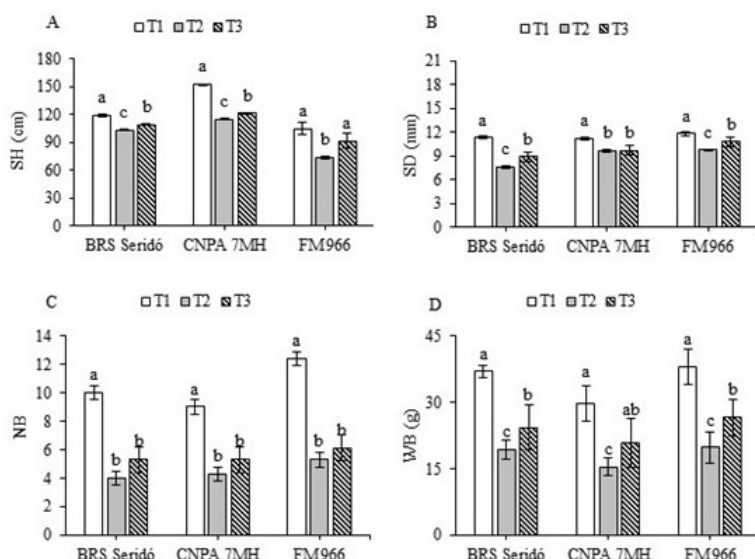 A
T1 T2 T3
SH (cm)
180
150
120
90
60
30
0
a c b
a c b
a b a
BRS Seridó CNPA 7MH FM966
B
T1 T2 T3
SD (mm)
21
18
15
12
9
6
3
0
a c b
a b b
a c b
BRS Seridó CNPA 7MH FM966
C
T1 T2 T3
NB
14
12
10
8
6
4
2
0
a b b
a b b
a b b
BRS Seridó CNPA 7MH FM966
D
T1 T2 T3
WB (g)
45
30
15
0
a c b
a c ab
a c b
BRS Seridó CNPA 7MH FM966